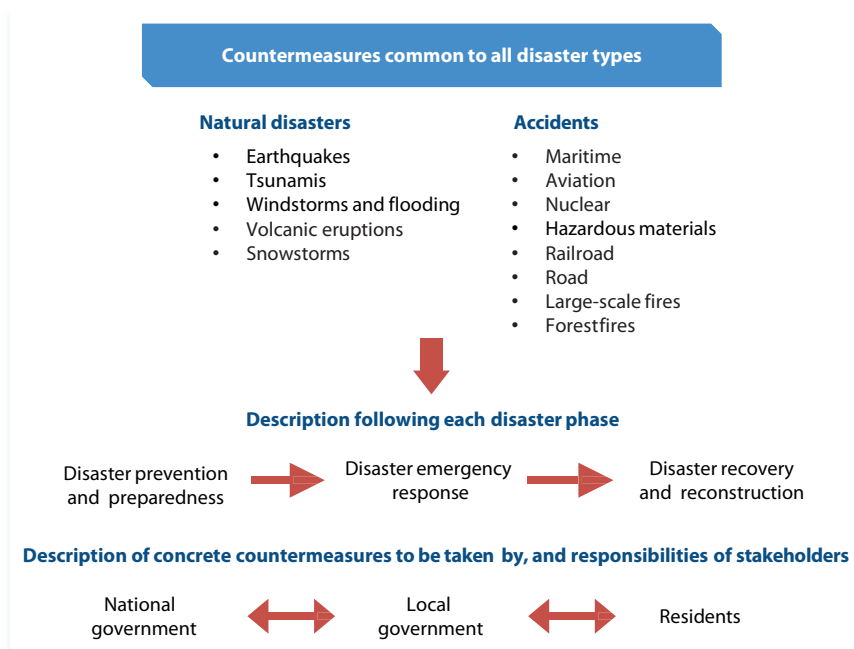 Countermeasures common to all disaster types
Natural disasters
• Earthquakes
• Tsunamis
• Windstorms and flooding
• Volcanic eruptions
• Snowstorms
Accidents
• Maritime
• Aviation
• Nuclear
• Hazardous materials
• Railroad
• Road
• Large-scale fires
• Forestfires
Description following each disaster phase
Disaster prevention
and preparedness
Disaster emergency
response
Disaster recovery
and reconstruction
Description of concrete countermeasures to be taken by, and responsibilities of stakeholders
National
government
Local
government
Residents